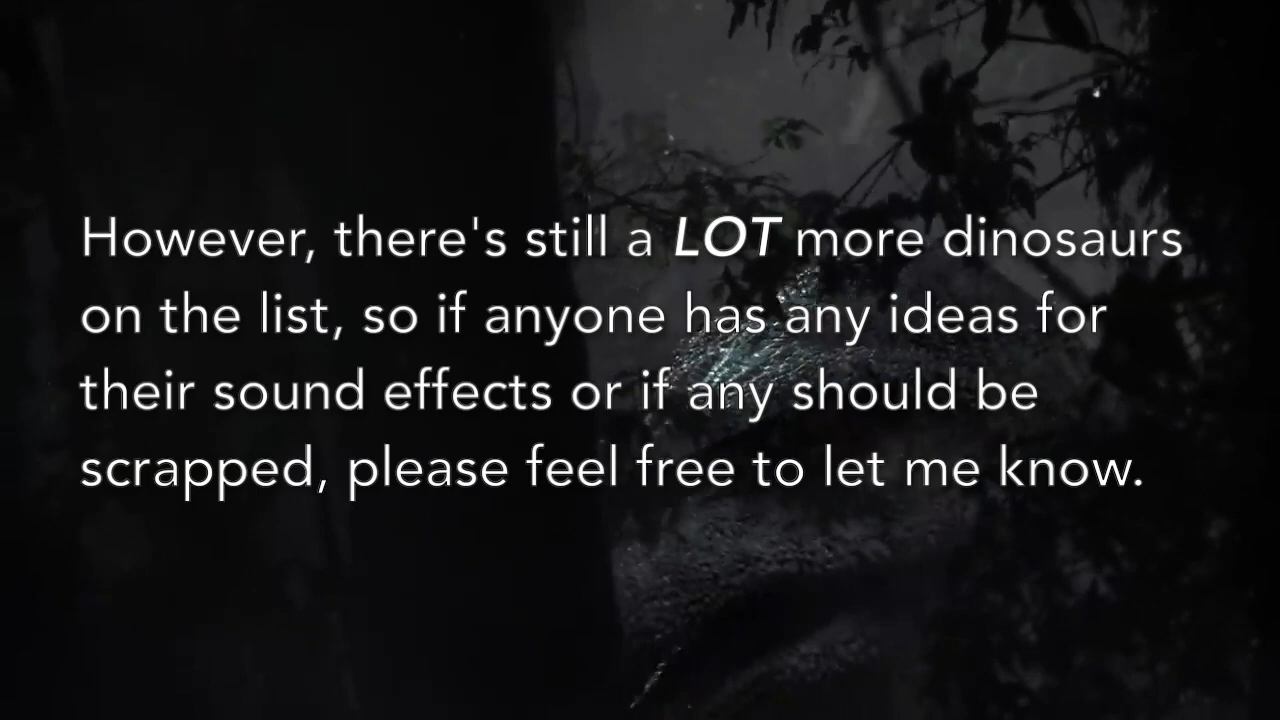 However, there's still a LOT more dinosaurs
on the list, so if anyone has any ideas for
their sound effects or if any should be
scrapped, please feel free to let me know.